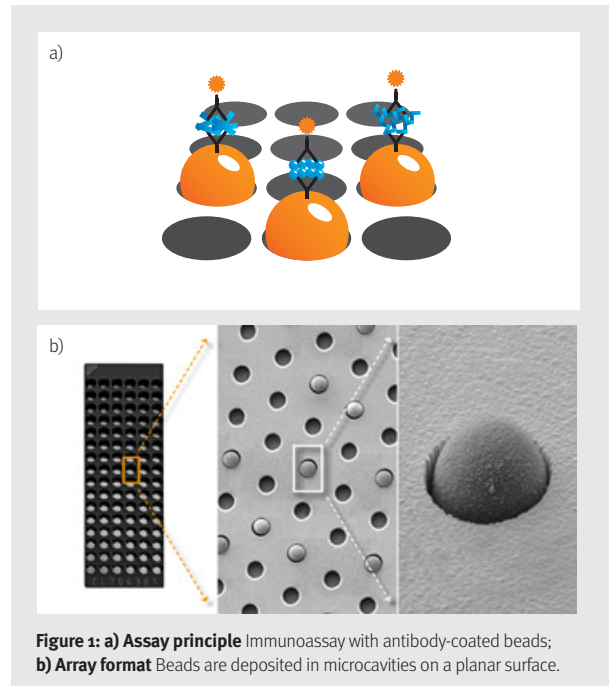 a)
b)
Figure 1: a) Assay principle Immunoassay with antibody-coated beads;
b) Array format Beads are deposited in microcavities on a planar surface.